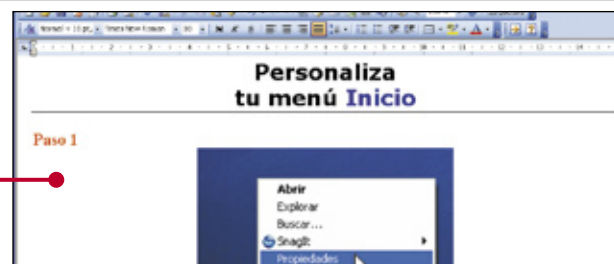 Personaliza
tu menú Inicio
Paso 1
Abrir
Explorar
Buscar...
SnagIt
Propiedades